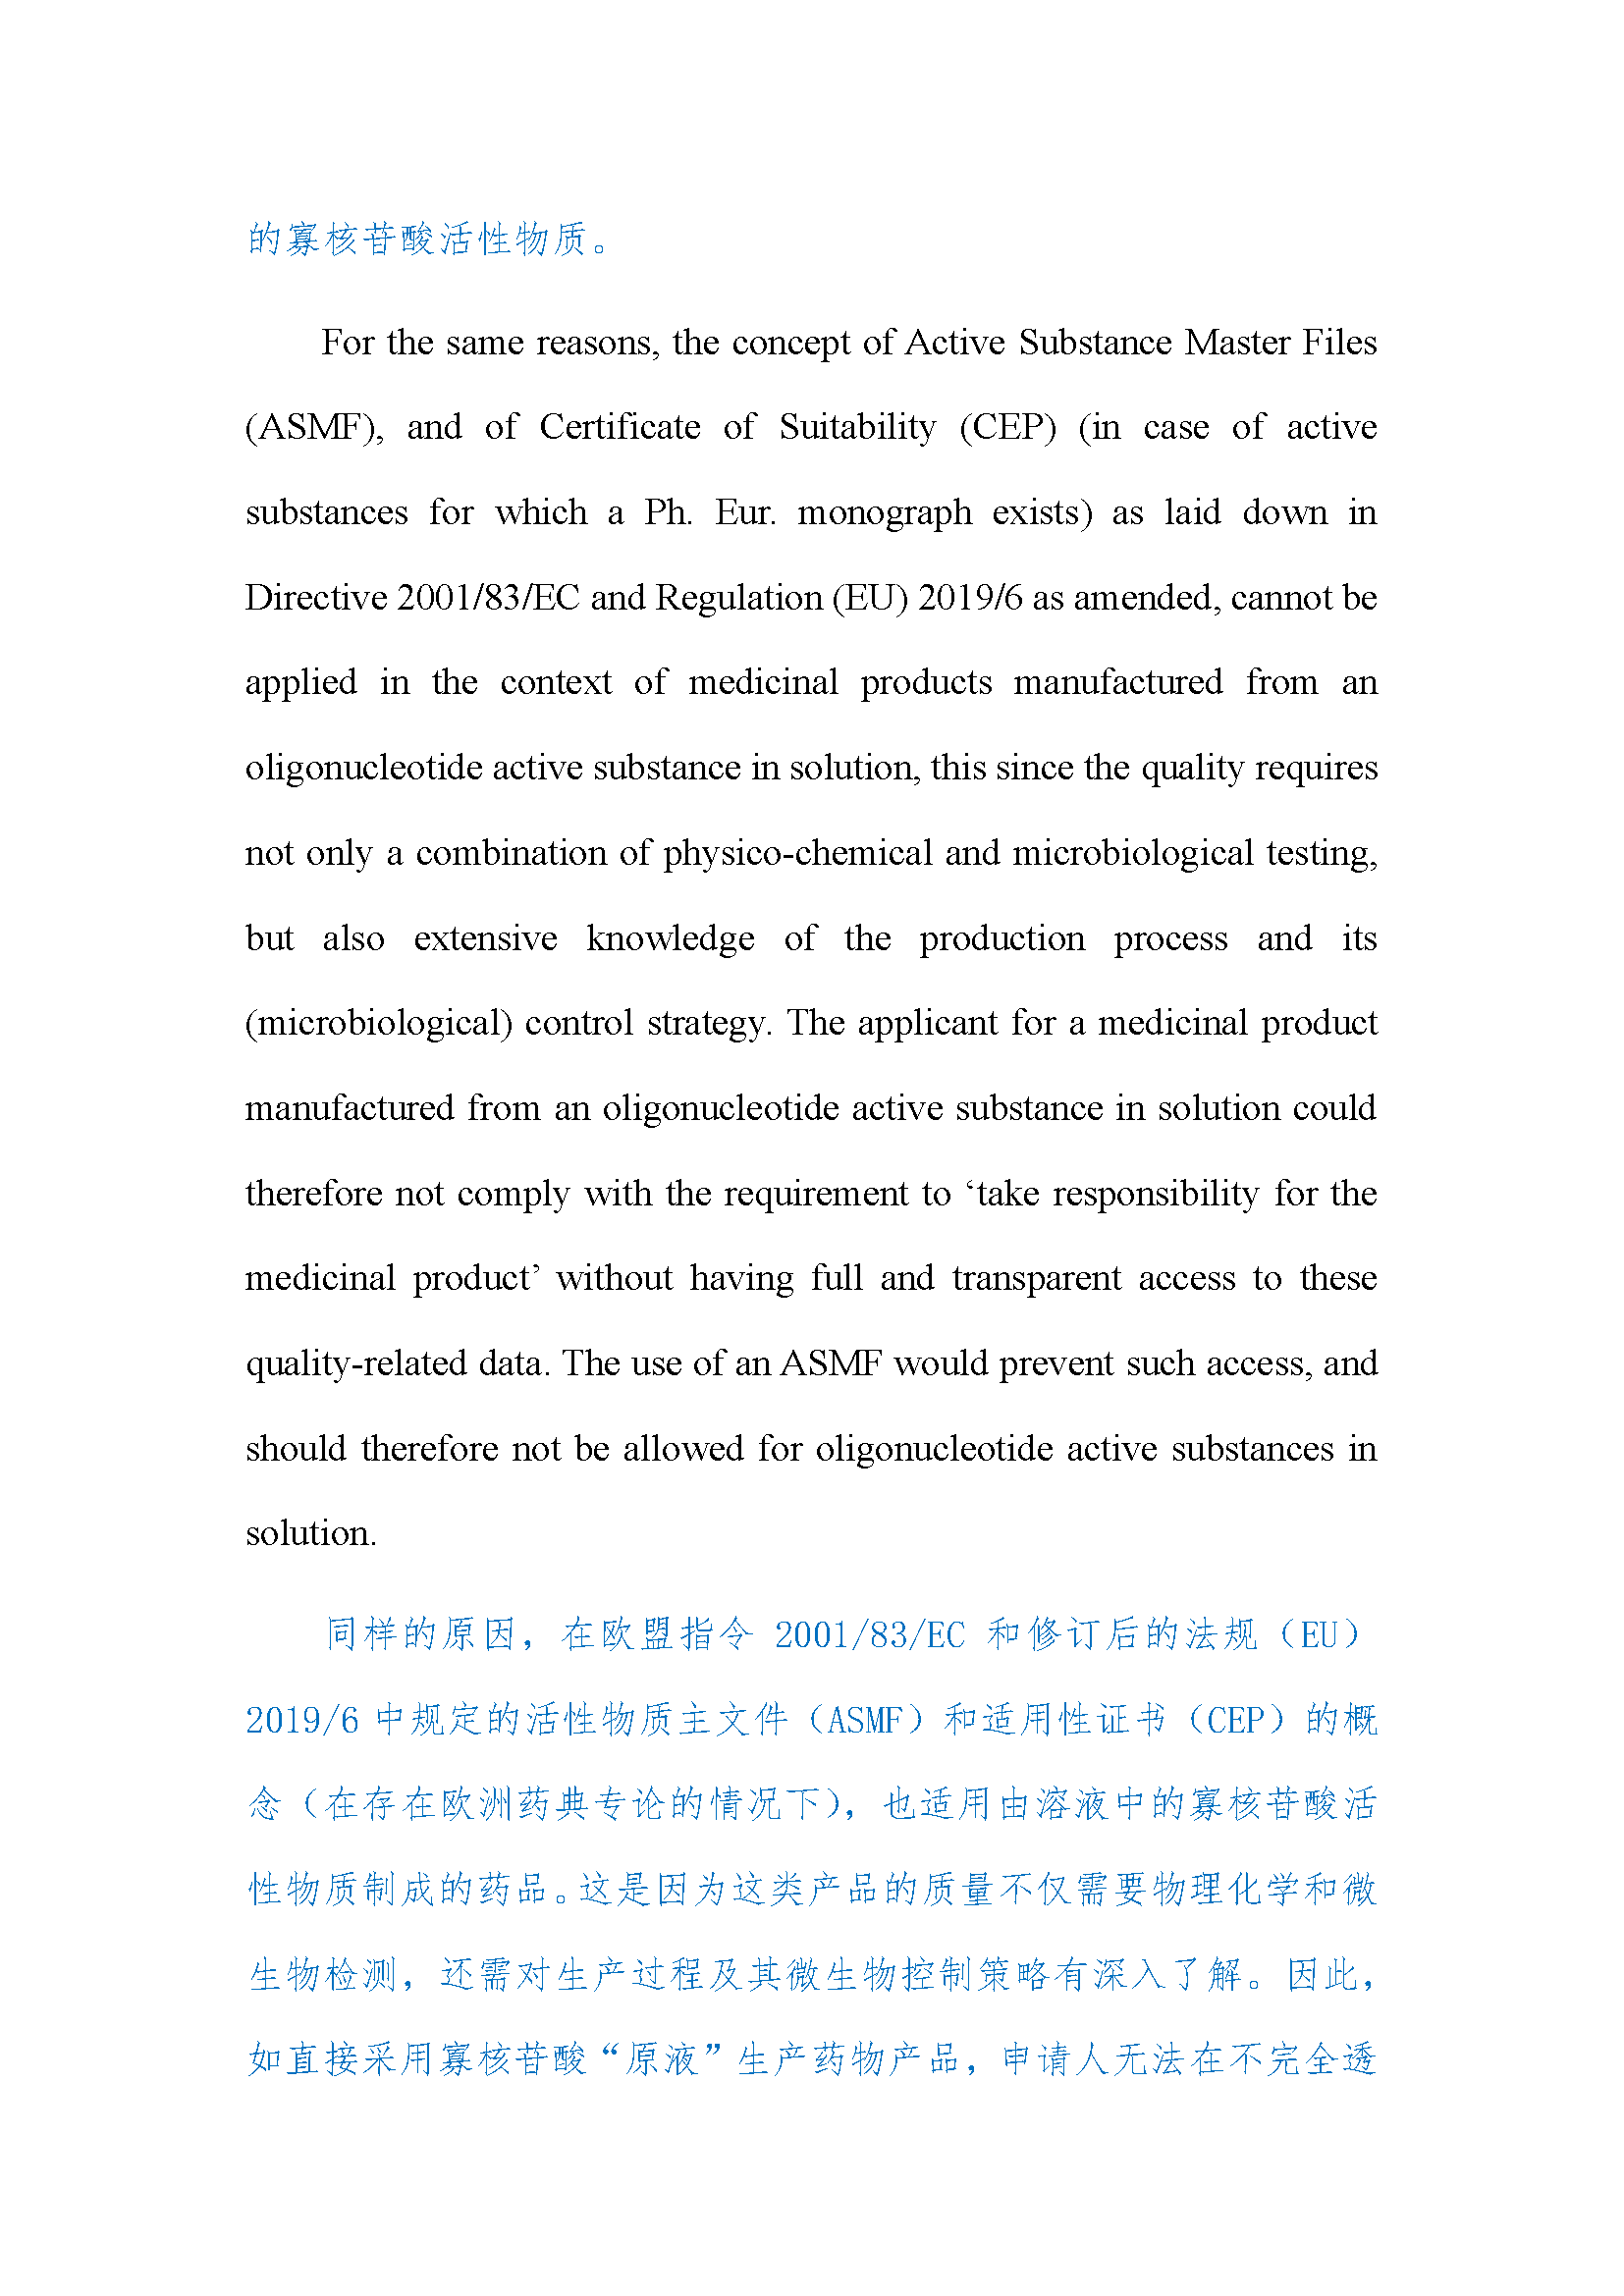 的寡核苷酸活性物质。
For the same reasons, the concept of Active Substance Master Files
(ASMF), and of Certificate of Suitability (CEP) (in case of active
substances for which a Ph. Eur. monograph exists) as laid down in
Directive 2001/83/EC and Regulation (EU) 2019/6 as amended, cannot be
applied in the context of medicinal products manufactured from an
oligonucleotide active substance in solution, this since the quality requires
not only a combination of physico-chemical and microbiological testing,
but also extensive knowledge of the production process and its
(microbiological) control strategy. The applicant for a medicinal product
manufactured from an oligonucleotide active substance in solution could
therefore not comply with the requirement to ‘take responsibility for the
medicinal product’ without having full and transparent access to these
quality-related data. The use of an ASMF would prevent such access, and
should therefore not be allowed for oligonucleotide active substances in
solution.
同样的原因，在欧盟指令 2001/83/EC 和修订后的法规（EU）
2019/6 中规定的活性物质主文件（ASMF）和适用性证书（CEP）的概
念（在存在欧洲药典专论的情况下），也适用由溶液中的寡核苷酸活
性物质制成的药品。这是因为这类产品的质量不仅需要物理化学和微
生物检测，还需对生产过程及其微生物控制策略有深入了解。因此，
如直接采用寡核苷酸“原液”生产药物产品，申请人无法在不完全透